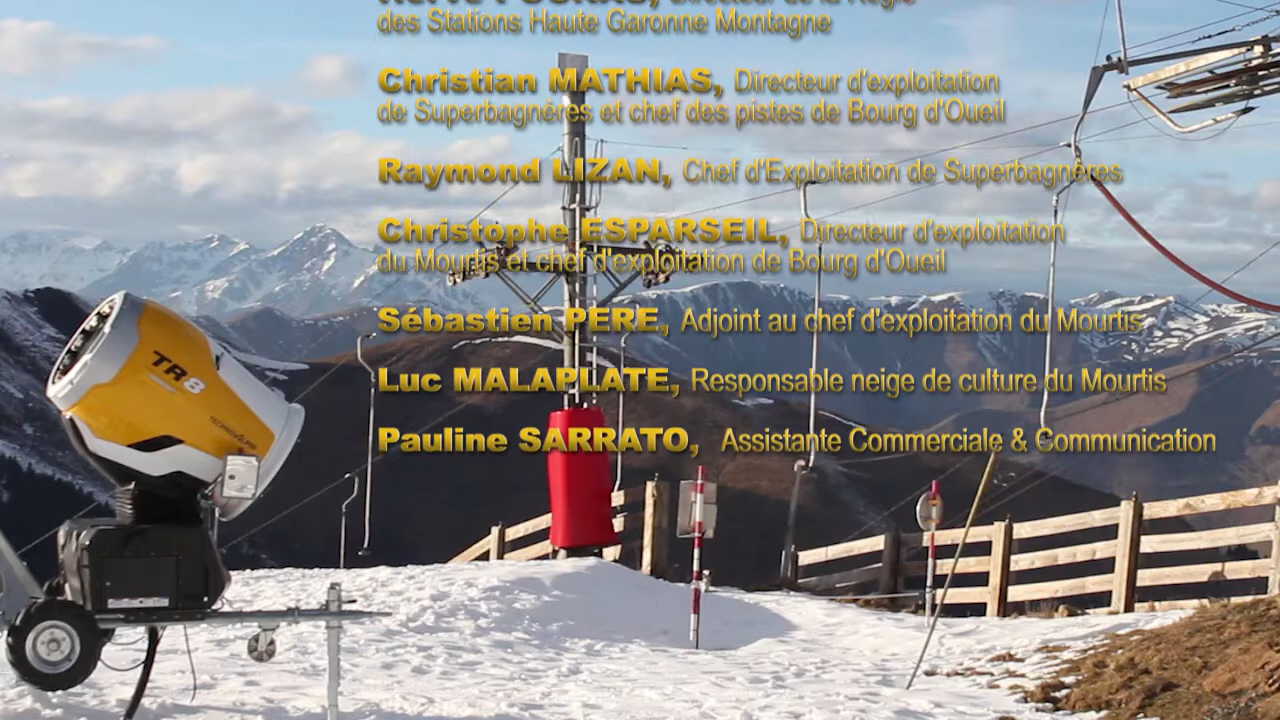 des Stations Haute Garonne Montagne
Christian MATHIAS, Directeur d'exploitation
de Superbagnères et chef des pistes de Bourg d'Oueil
Raymond LIZAN, Chef d'Exploitation de Superbagnères
Christophe ESPARSEIL, Directeur d'exploitation
du Mourtis et chef d'exploitation de Bourg d'Oueil
Sébastien PERE, Adjoint au chef d'exploitation du Mourtis
Luc MALAPLATE, Responsable neige de culture du Mourtis
Pauline SARRATO, Assistante Commerciale & Communication
TR8
TECHNOALPIN